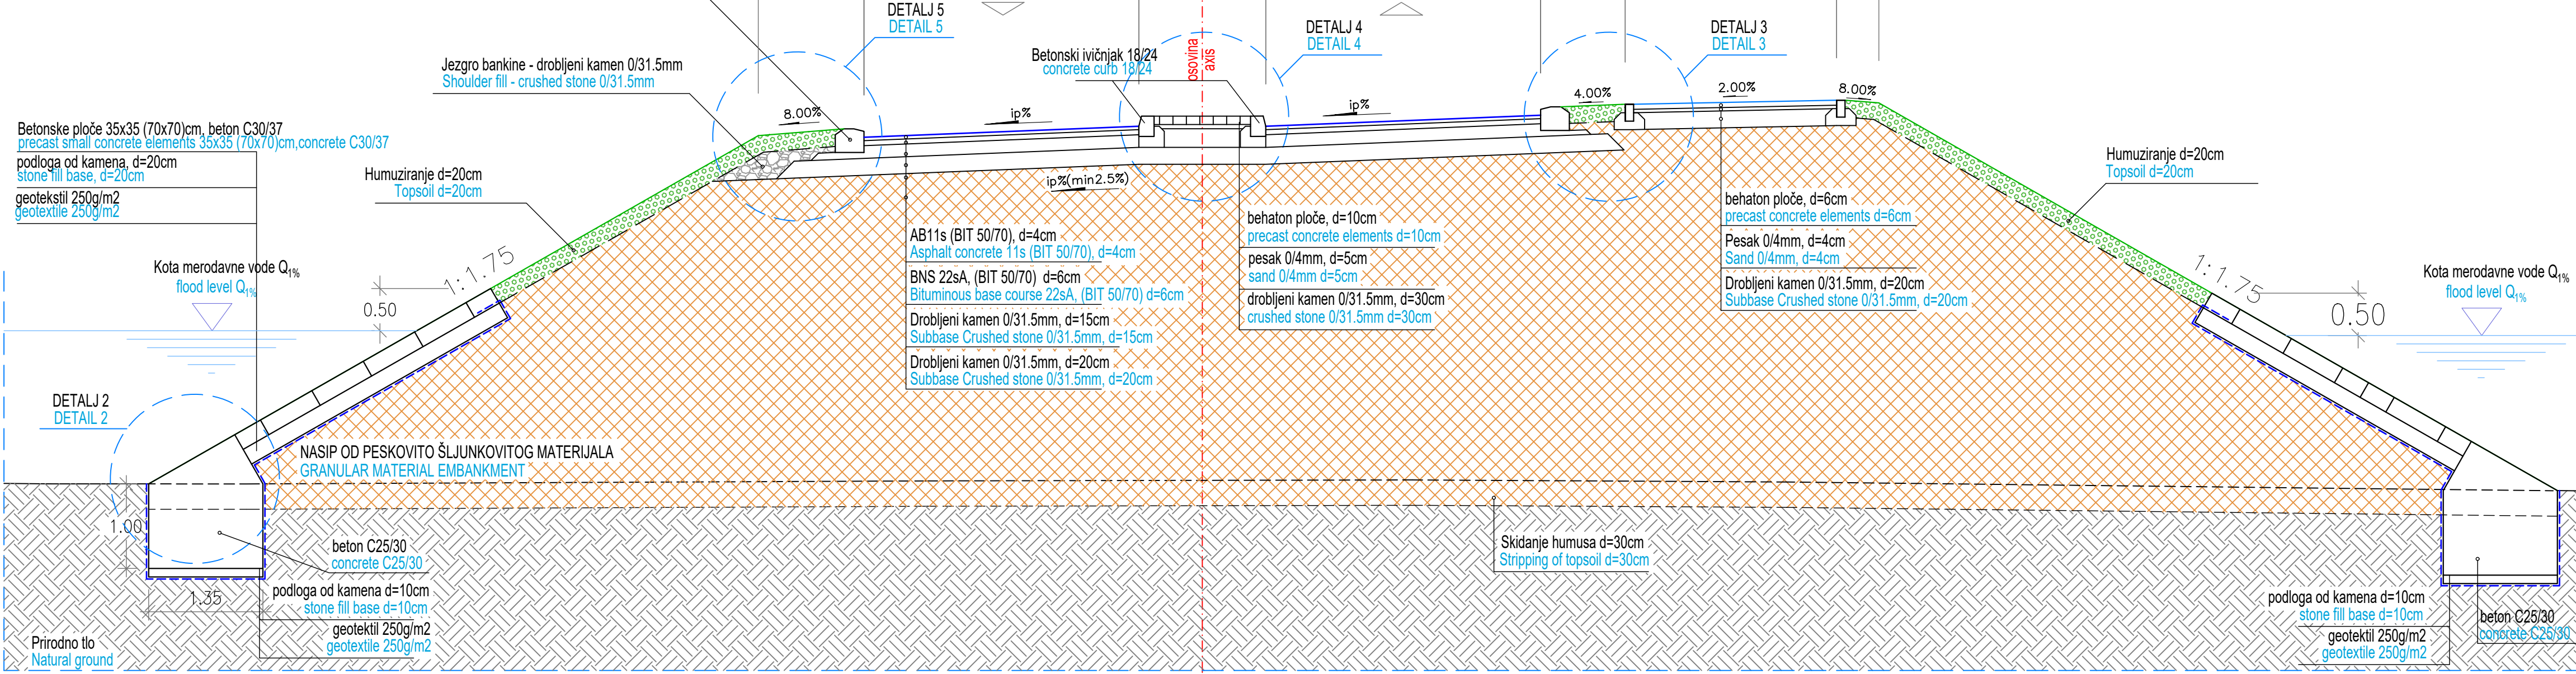 DETALJ 5
DETAIL 5
DETALJ 4
DETAIL 4
DETALJ 3
DETAIL 3
osovina
axis
Betonski ivičnjak 18/24
concrete curb 18/24
Jezgro bankine - drobljeni kamen 0/31.5mm
Shoulder fill - crushed stone 0/31.5mm
8.00%
ip%
ip%
4.00%
2.00%
8.00%
Betonske ploče 35x35 (70x70)cm, beton C30/37
precast small concrete elements 35x35 (70x70)cm,concrete C30/37
podloga od kamena, d=20cm
stone fill base, d=20cm
geotekstil 250g/m2
geotextile 250g/m2
Humuziranje d=20cm
Topsoil d=20cm
ip%(min2.5%)
Humuziranje d=20cm
Topsoil d=20cm
AB11s (BIT 50/70), d=4cm
Asphalt concrete 11s (BIT 50/70), d=4cm
BNS 22sA, (BIT 50/70) d=6cm
Bituminous base course 22sA, (BIT 50/70) d=6cm
Drobljeni kamen 0/31.5mm, d=15cm
Subbase Crushed stone 0/31.5mm, d=15cm
Drobljeni kamen 0/31.5mm, d=20cm
Subbase Crushed stone 0/31.5mm, d=20cm
behaton ploče, d=10cm
precast concrete elements d=10cm
pesak 0/4mm, d=5cm
sand 0/4mm d=5cm
drobljeni kamen 0/31.5mm, d=30cm
crushed stone 0/31.5mm d=30cm
behaton ploče, d=6cm
precast concrete elements d=6cm
Pesak 0/4mm, d=4cm
Sand 0/4mm, d=4cm
Drobljeni kamen 0/31.5mm, d=20cm
Subbase Crushed stone 0/31.5mm, d=20cm
1:1.75
1:1.75
Kota merodavne vode Q1%
flood level Q1%
0.50
Kota merodavne vode Q1%
flood level Q1%
0.50
DETALJ 2
DETAIL 2
NASIP OD PESKOVITO ŠLJUNKOVITOG MATERIJALA
GRANULAR MATERIAL EMBANKMENT
1.00
beton C25/30
concrete C25/30
Skidanje humusa d=30cm
Stripping of topsoil d=30cm
1.35
podloga od kamena d=10cm
stone fill base d=10cm
geotektil 250g/m2
geotextile 250g/m2
podloga od kamena d=10cm
stone fill base d=10cm
geotektil 250g/m2
geotextile 250g/m2
beton C25/30
concrete C25/30
Prirodno tlo
Natural ground